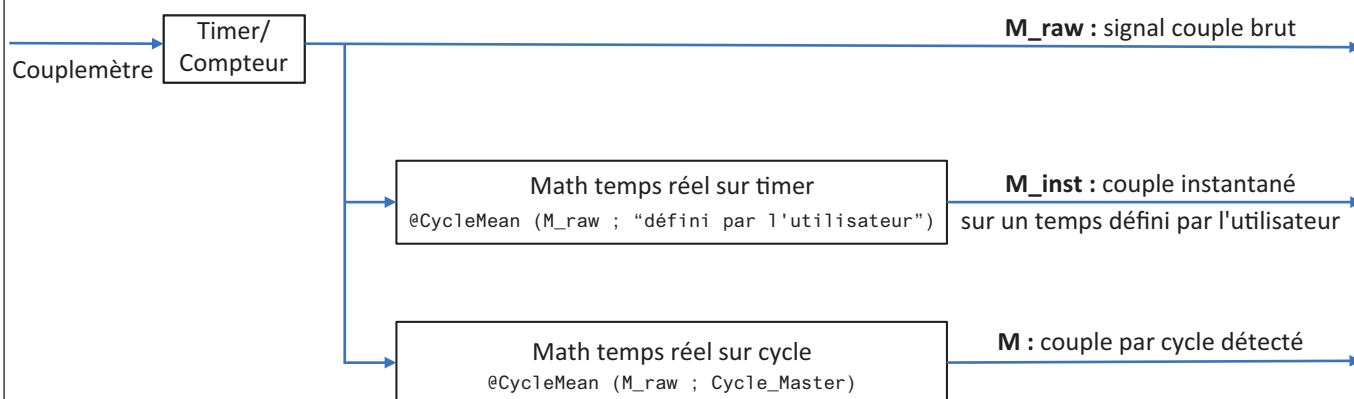 Couplemètre
Timer/
Compteur
M_raw : signal couple brut
Math temps réel sur timer
@CycleMean (M_raw ; “défini par l'utilisateur”)
M_inst : couple instantané
sur un temps défini par l'utilisateur
Math temps réel sur cycle
@CycleMean (M_raw ; Cycle_Master)
M : couple par cycle détecté